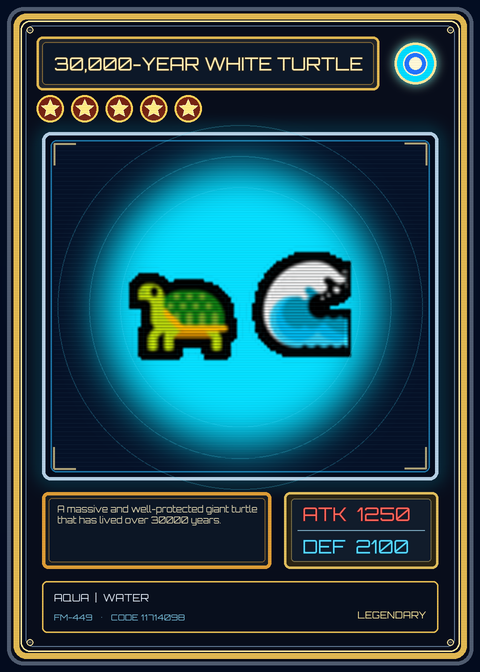 30,000-YEAR WHITE TURTLE
A massive and well-protected giant turtle
that has lived over 30000 years.
ATK 1250
DEF 2100
AQUA | WATER
FM-449 · CODE 11714098
LEGENDARY